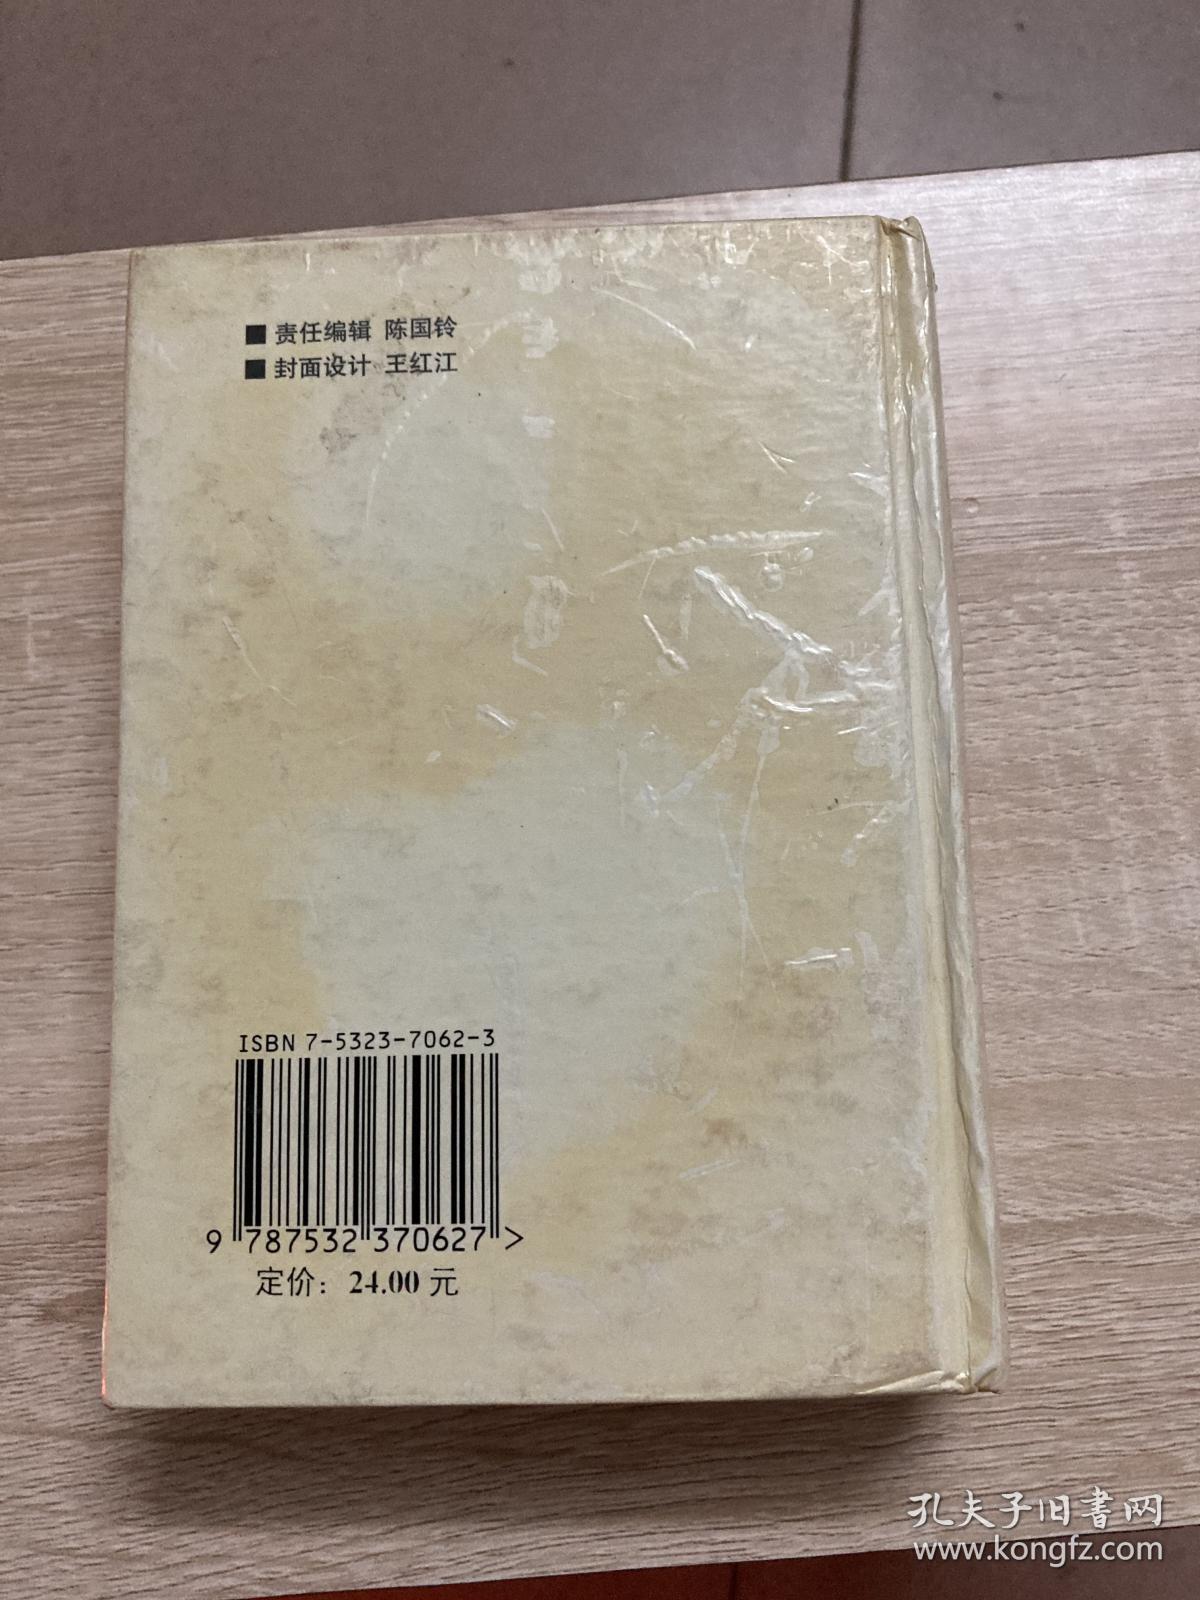 ■ 责任编辑 陈国铃
■ 封面设计 王红江
ISBN 7-5323-7062-3
9 787532 370627 >
定价：24.00 元
孔夫子旧书网
www.kongfz.com